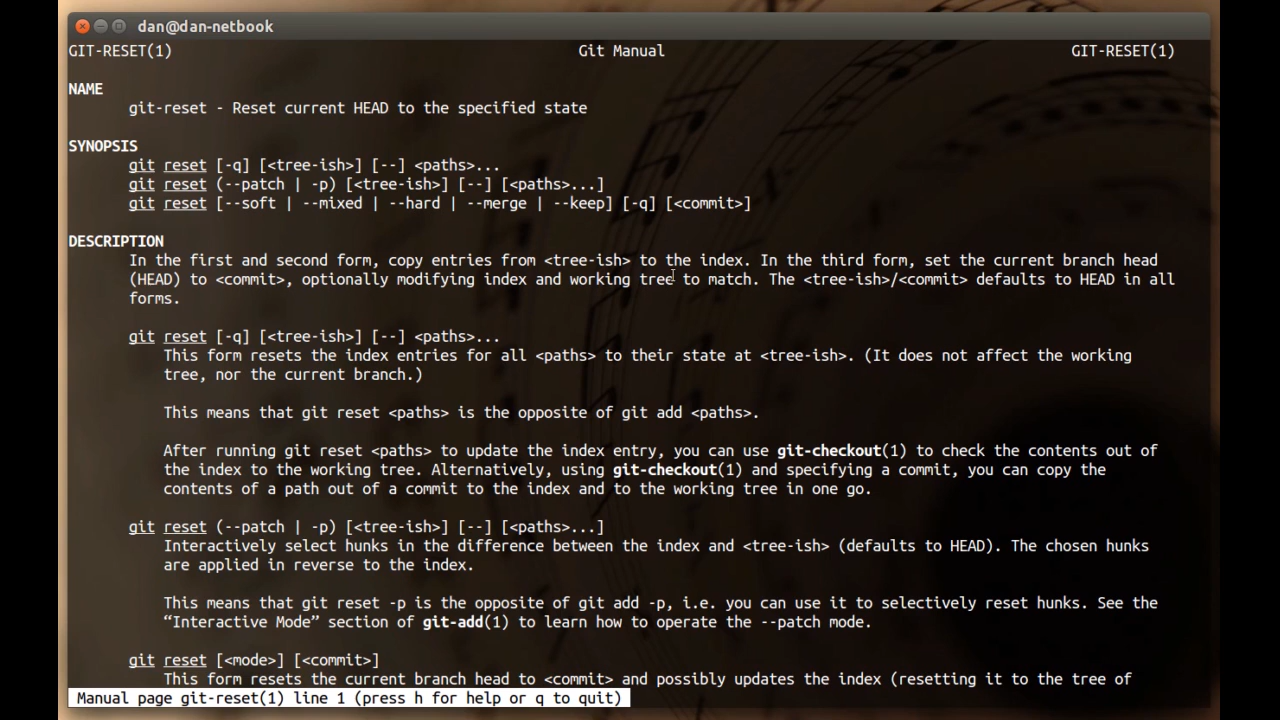 dan@dan-netbook
GIT-RESET(1) Git Manual GIT-RESET(1)
NAME
git-reset - Reset current HEAD to the specified state
SYNOPSIS
git reset [-q] [<tree-ish>] [--] <paths>...
git reset (--patch | -p) [<tree-ish>] [--] [<paths>...]
git reset [--soft | --mixed | --hard | --merge | --keep] [-q] [<commit>]
DESCRIPTION
In the first and second form, copy entries from <tree-ish> to the index. In the third form, set the current branch head
(HEAD) to <commit>, optionally modifying index and working tree to match. The <tree-ish>/<commit> defaults to HEAD in all
forms.
git reset [-q] [<tree-ish>] [--] <paths>...
This form resets the index entries for all <paths> to their state at <tree-ish>. (It does not affect the working
tree, nor the current branch.)
This means that git reset <paths> is the opposite of git add <paths>.
After running git reset <paths> to update the index entry, you can use git-checkout(1) to check the contents out of
the index to the working tree. Alternatively, using git-checkout(1) and specifying a commit, you can copy the
contents of a path out of a commit to the index and to the working tree in one go.
git reset (--patch | -p) [<tree-ish>] [--] [<paths>...]
Interactively select hunks in the difference between the index and <tree-ish> (defaults to HEAD). The chosen hunks
are applied in reverse to the index.
This means that git reset -p is the opposite of git add -p, i.e. you can use it to selectively reset hunks. See the
“Interactive Mode” section of git-add(1) to learn how to operate the --patch mode.
git reset [<mode>] [<commit>]
This form resets the current branch head to <commit> and possibly updates the index (resetting it to the tree of
Manual page git-reset(1) line 1 (press h for help or q to quit)